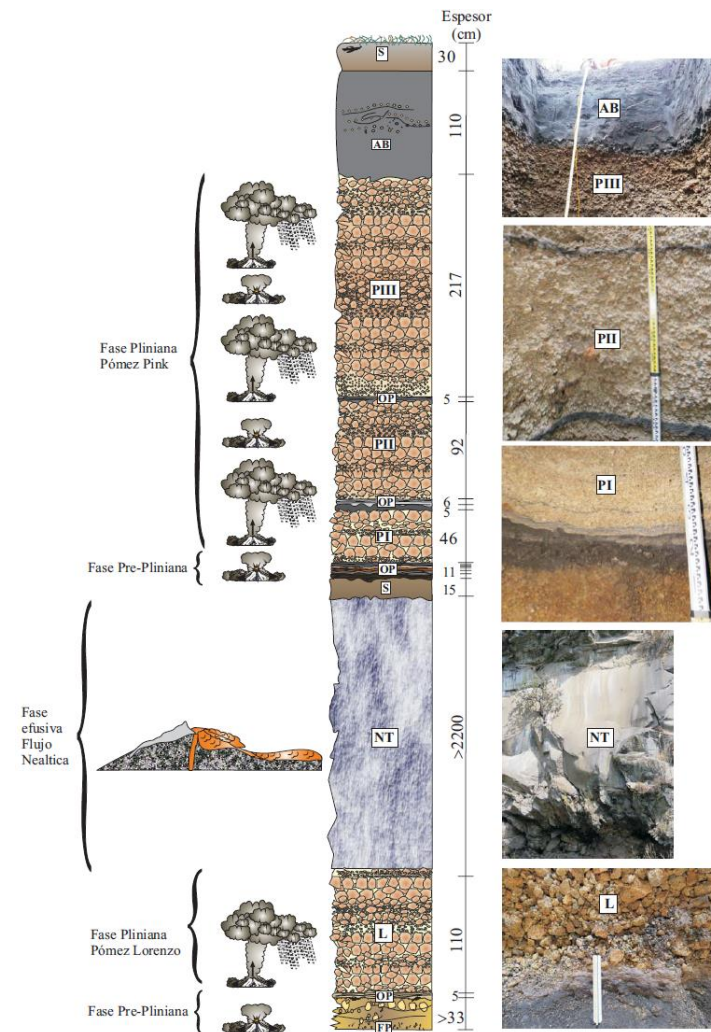 Espesor
(cm)
S
30
AB
110
AB
PIII
PIII
217
Fase Pliniana
Pómez Pink
PII
OP
5
PII
92
OP
6
5
PI
PI
46
Fase Pre-Pliniana
OP
11
S
15
Fase
efusiva
Flujo
Nealtica
NT
>2200
NT
L
Fase Pliniana
Pómez Lorenzo
L
110
OP
5
Fase Pre-Pliniana
>33
FP